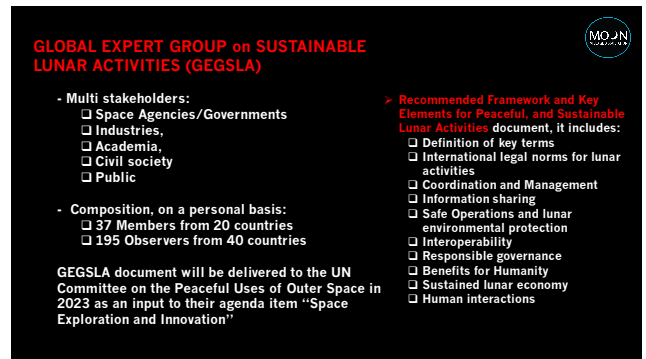 GLOBAL EXPERT GROUP on SUSTAINABLE
LUNAR ACTIVITIES (GEGSLA)
- Multi stakeholders:
❑ Space Agencies/Governments
❑ Industries,
❑ Academia,
❑ Civil society
❑ Public
- Composition, on a personal basis:
❑ 37 Members from 20 countries
❑ 195 Observers from 40 countries
GEGSLA document will be delivered to the UN
Committee on the Peaceful Uses of Outer Space in
2023 as an input to their agenda item “Space
Exploration and Innovation”
MOON
➢ Recommended Framework and Key
Elements for Peaceful, and Sustainable
Lunar Activities document, it includes:
❑ Definition of key terms
❑ International legal norms for lunar
activities
❑ Coordination and Management
❑ Information sharing
❑ Safe Operations and lunar
environmental protection
❑ Interoperability
❑ Responsible governance
❑ Benefits for Humanity
❑ Sustained lunar economy
❑ Human interactions